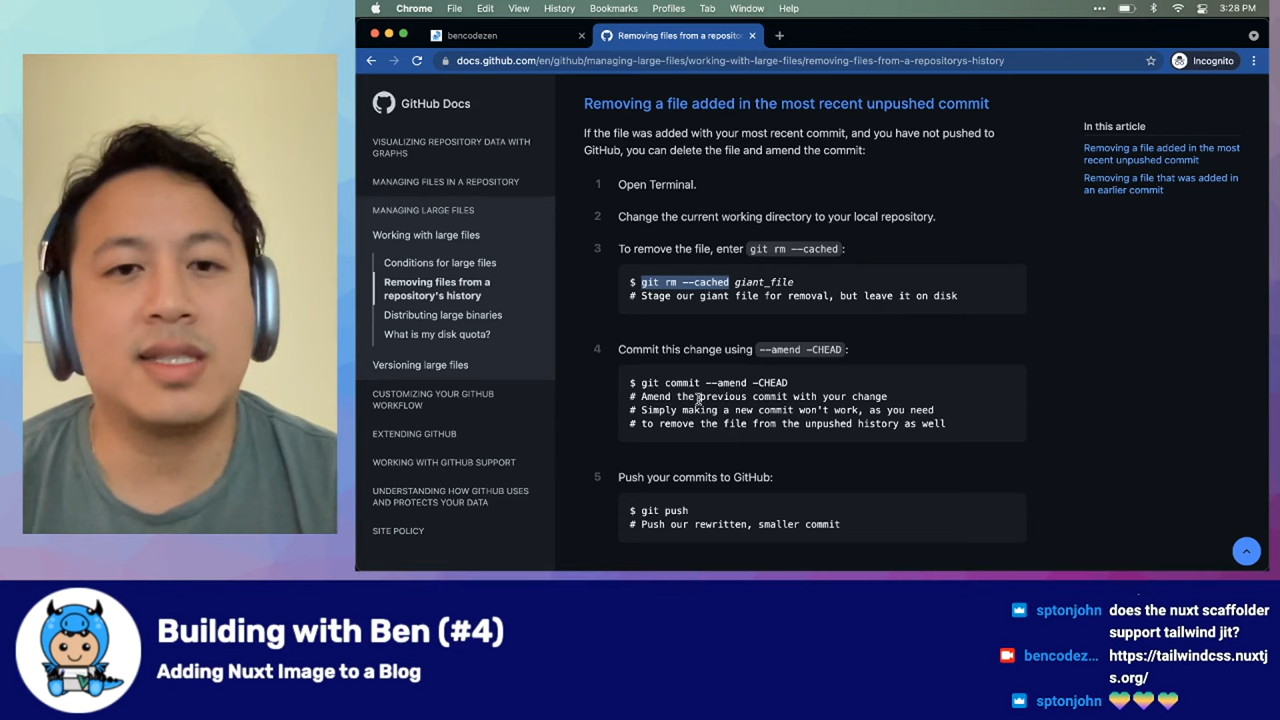 Chrome File Edit View History Bookmarks Profiles Tab Window Help
3:28 PM
bencodezen
Removing files from a reposito
docs.github.com/en/github/managing-large-files/working-with-large-files/removing-files-from-a-repositorys-history
Incognito
GitHub Docs
VISUALIZING REPOSITORY DATA WITH
GRAPHS
MANAGING FILES IN A REPOSITORY
MANAGING LARGE FILES
Working with large files
Conditions for large files
Removing files from a
repository's history
Distributing large binaries
What is my disk quota?
Versioning large files
CUSTOMIZING YOUR GITHUB
WORKFLOW
EXTENDING GITHUB
WORKING WITH GITHUB SUPPORT
UNDERSTANDING HOW GITHUB USES
AND PROTECTS YOUR DATA
SITE POLICY
Removing a file added in the most recent unpushed commit
If the file was added with your most recent commit, and you have not pushed to
GitHub, you can delete the file and amend the commit:
1 Open Terminal.
2 Change the current working directory to your local repository.
3 To remove the file, enter git rm --cached:
$ git rm --cached giant_file
# Stage our giant file for removal, but leave it on disk
4 Commit this change using --amend -CHEAD:
$ git commit --amend -CHEAD
# Amend the previous commit with your change
# Simply making a new commit won't work, as you need
# to remove the file from the unpushed history as well
5 Push your commits to GitHub:
$ git push
# Push our rewritten, smaller commit
In this article
Removing a file added in the most
recent unpushed commit
Removing a file that was added in
an earlier commit
Building with Ben (#4)
Adding Nuxt Image to a Blog
sptonjohn does the nuxt scaffolder
support tailwind jit?
bencodez... https://tailwindcss.nuxtj
s.org/
sptonjohn